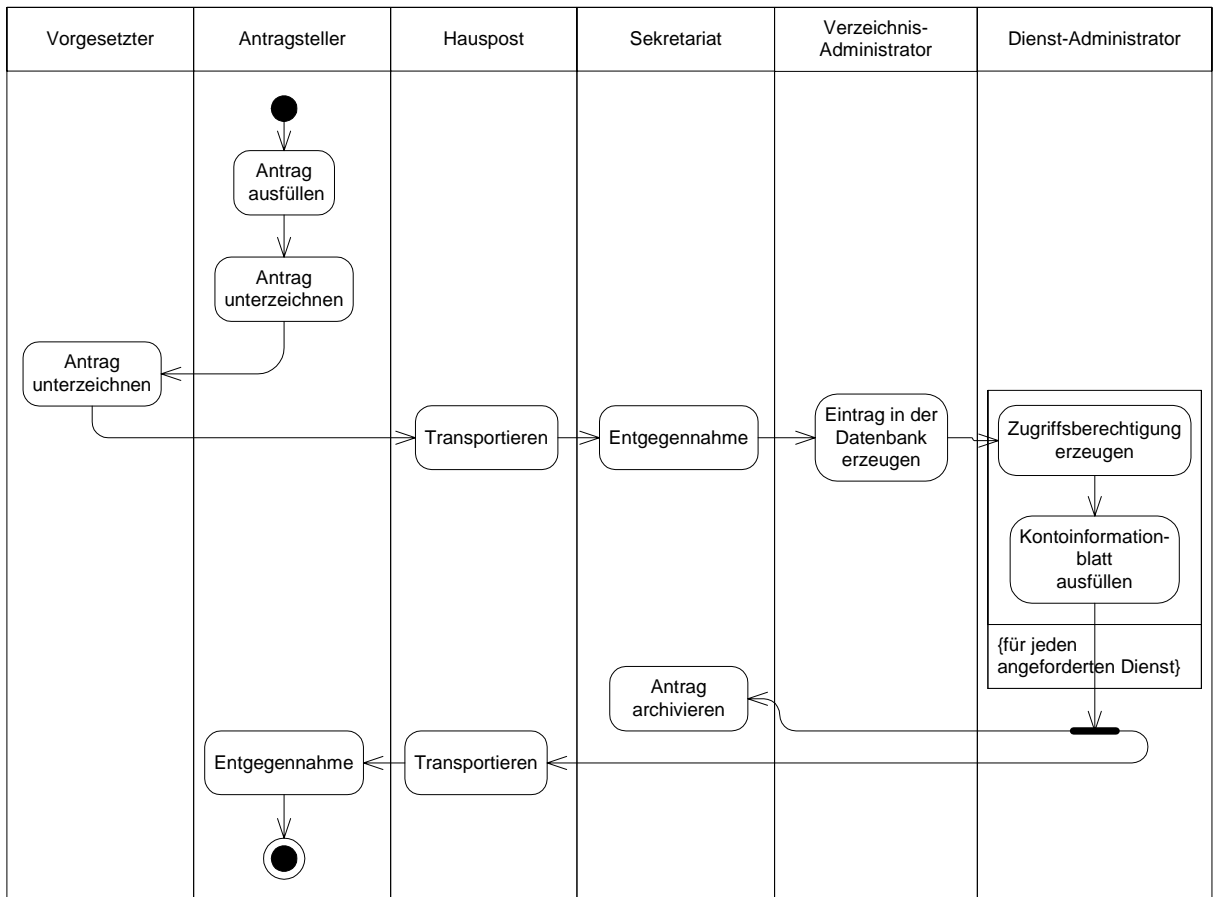 Vorgesetzter
Antragsteller
Hauspost
Sekretariat
Verzeichnis-
Administrator
Dienst-Administrator
Antrag
ausfüllen
Antrag
unterzeichnen
Antrag
unterzeichnen
Transportieren
Entgegennahme
Eintrag in der
Datenbank
erzeugen
Zugriffsberechtigung
erzeugen
Kontoinformation-
blatt
ausfüllen
{für jeden
angeforderten Dienst}
Antrag
archivieren
Entgegennahme
Transportieren